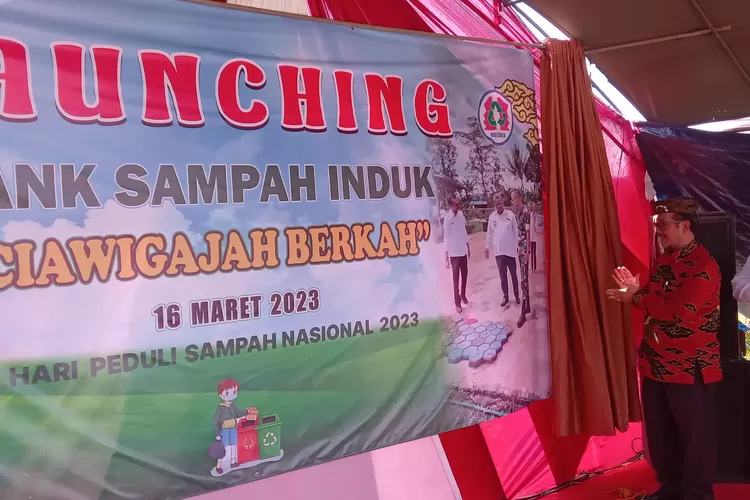 AUNCHING
ANK SAMPAH INDUK
CIAWIGAJAH BERKAH”
16 MARET 2023
HARI PEDULI SAMPAH NASIONAL 2023